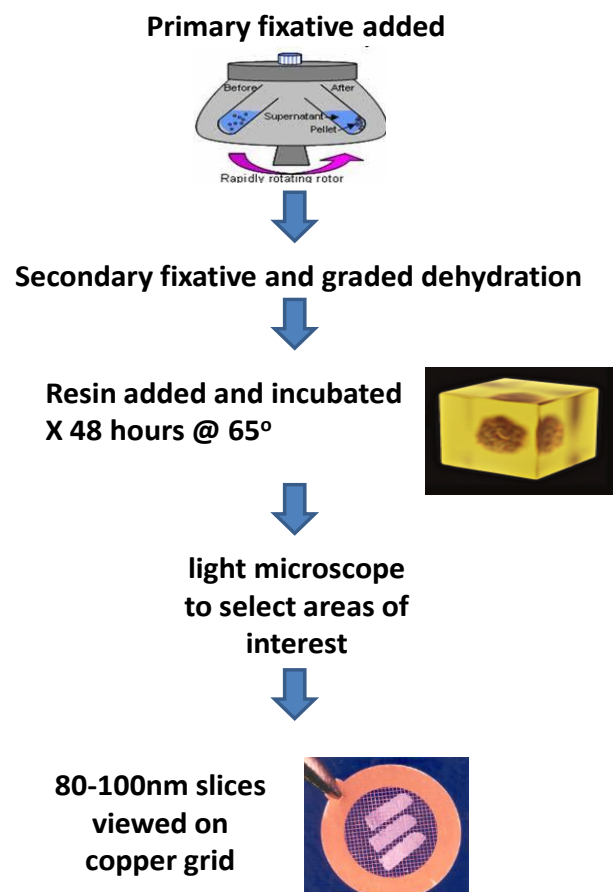 Primary fixative added
Before
After
Supernatant
Pellet
Rapidly rotating rotor
Secondary fixative and graded dehydration
Resin added and incubated
X 48 hours @ 65º
light microscope
to select areas of
interest
80-100nm slices
viewed on
copper grid